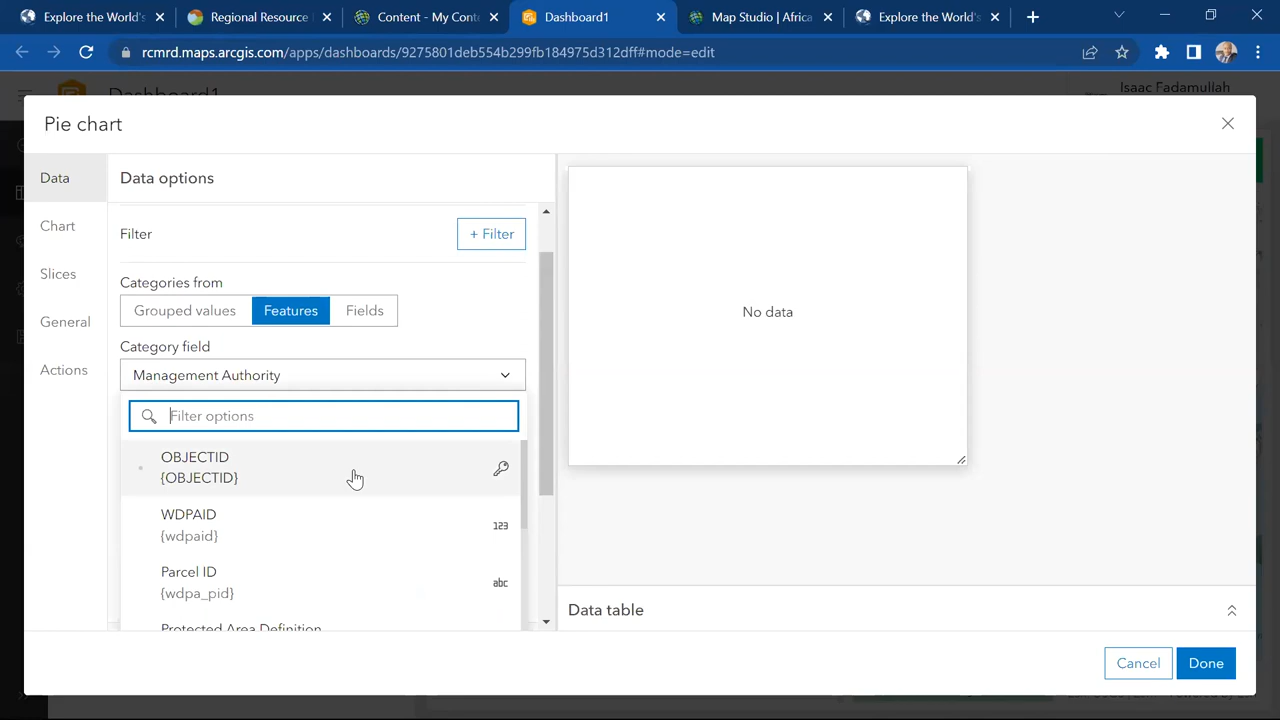 Explore the World's
Regional Resource
Content - My Cont
Dashboard1
Map Studio | Africa
Explore the World's
rcmrd.maps.arcgis.com/apps/dashboards/9275801deb554b299fb184975d312dff#mode=edit
Dashboard1
Isaac Fadamullah
Pie chart
Data
Data options
Chart
Filter
+ Filter
Slices
Categories from
Grouped values
Features
Fields
General
No data
Category field
Actions
Management Authority
Filter options
OBJECTID
{OBJECTID}
WDPAID
123
{wdpaid}
Parcel ID
abc
{wdpa_pid}
Data table
Protected Area Definition
Cancel
Done